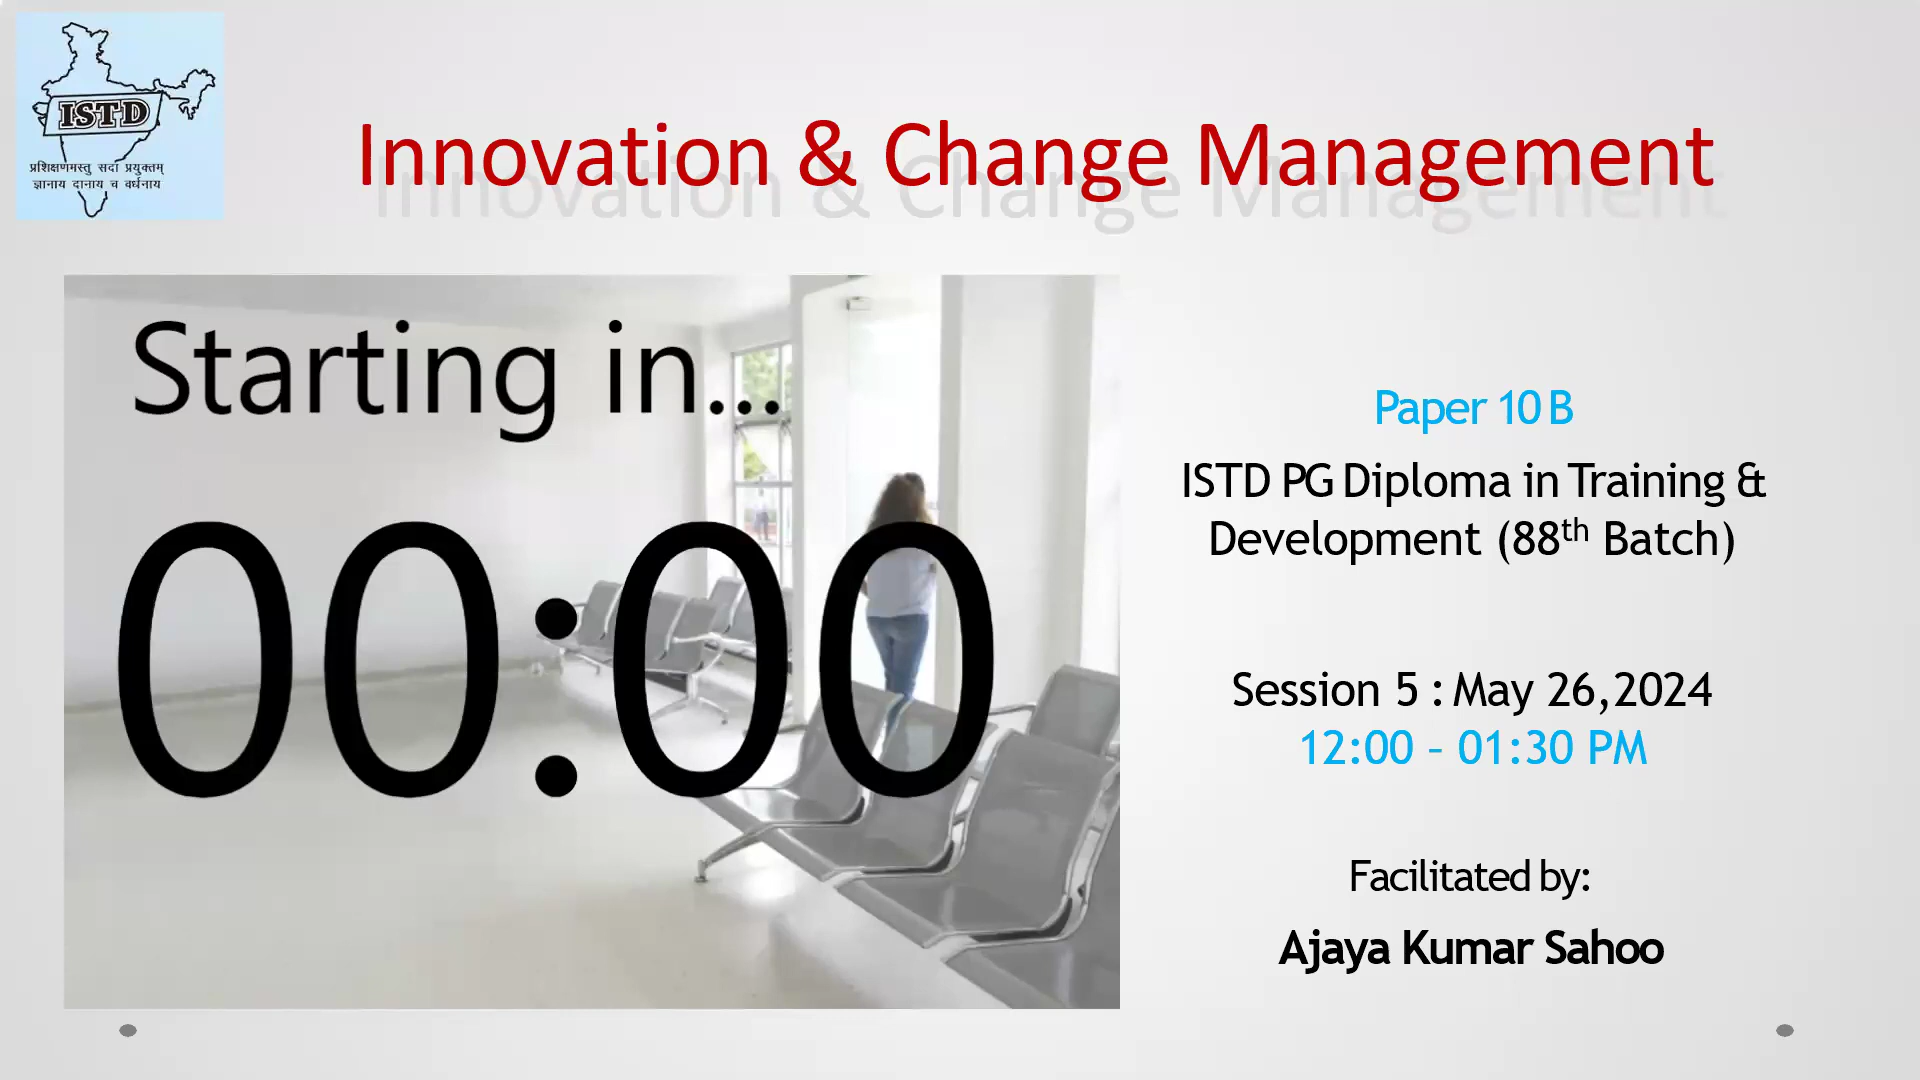 ISTD
प्रशिक्षणमस्तु सदा प्रयुक्तम्
ज्ञानाय दानाय च वर्धनाय
Innovation & Change Management
Starting in...
00:00
Paper 10 B
ISTD PG Diploma in Training &
Development (88th Batch)
Session 5 : May 26,2024
12:00 – 01:30 PM
Facilitated by:
Ajaya Kumar Sahoo